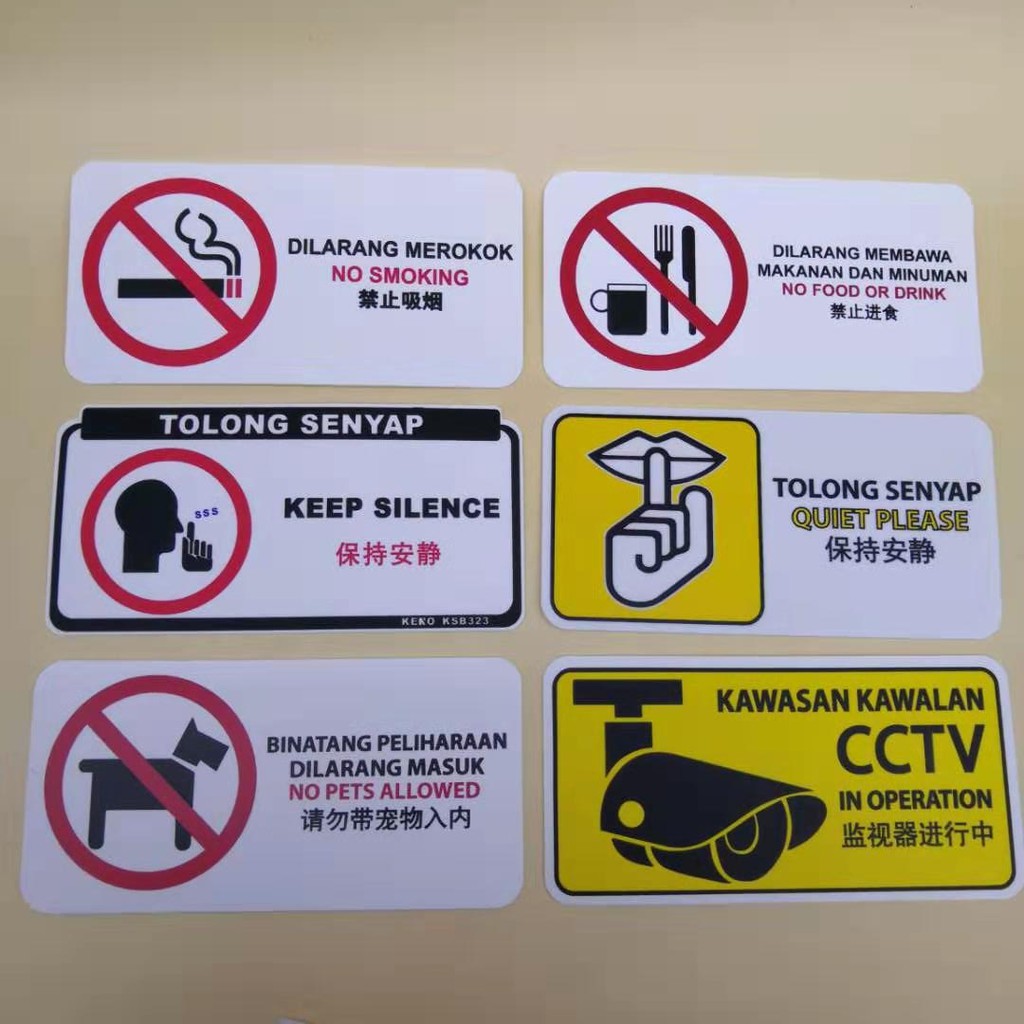 DILARANG MEROKOK
NO SMOKING
禁止吸烟
DILARANG MEMBAWA
MAKANAN DAN MINUMAN
NO FOOD OR DRINK
禁止进食
TOLONG SENYAP
sss
KEEP SILENCE
保持安静
KENO KSB323
TOLONG SENYAP
QUIET PLEASE
保持安静
BINATANG PELIHARAAN
DILARANG MASUK
NO PETS ALLOWED
请勿带宠物入内
KAWASAN KAWALAN
CCTV
IN OPERATION
监视器进行中